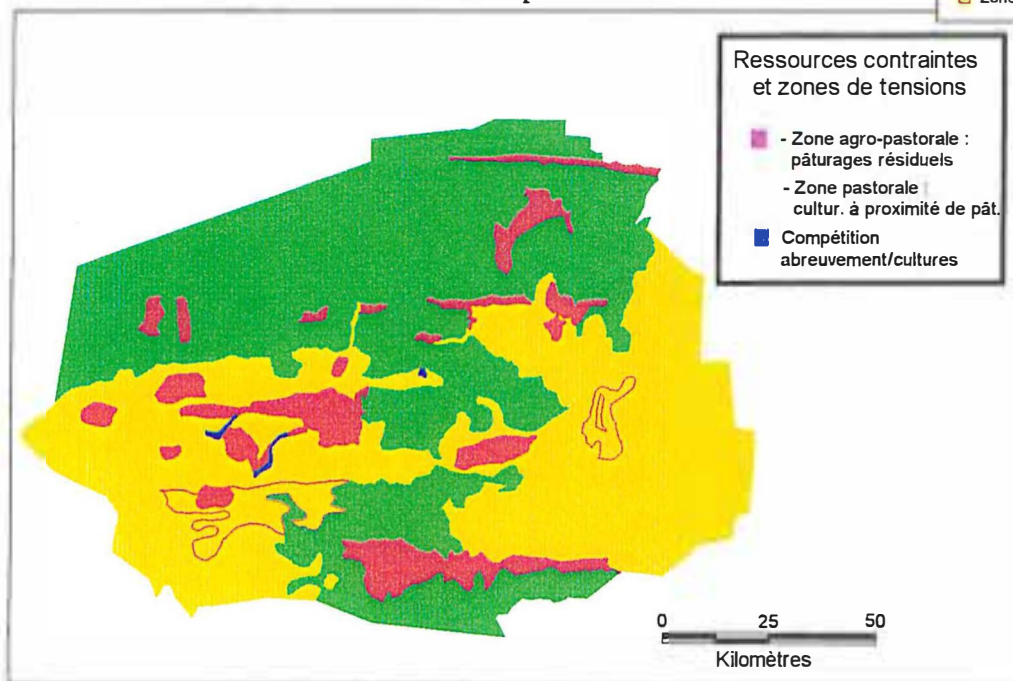 Ressources contraintes
et zones de tensions
- Zone agro-pastorale :
pâturages résiduels
- Zone pastorale :
cultur. à proximité de pât.
Compétition
abreuvement/cultures
0 25 50
Kilomètres